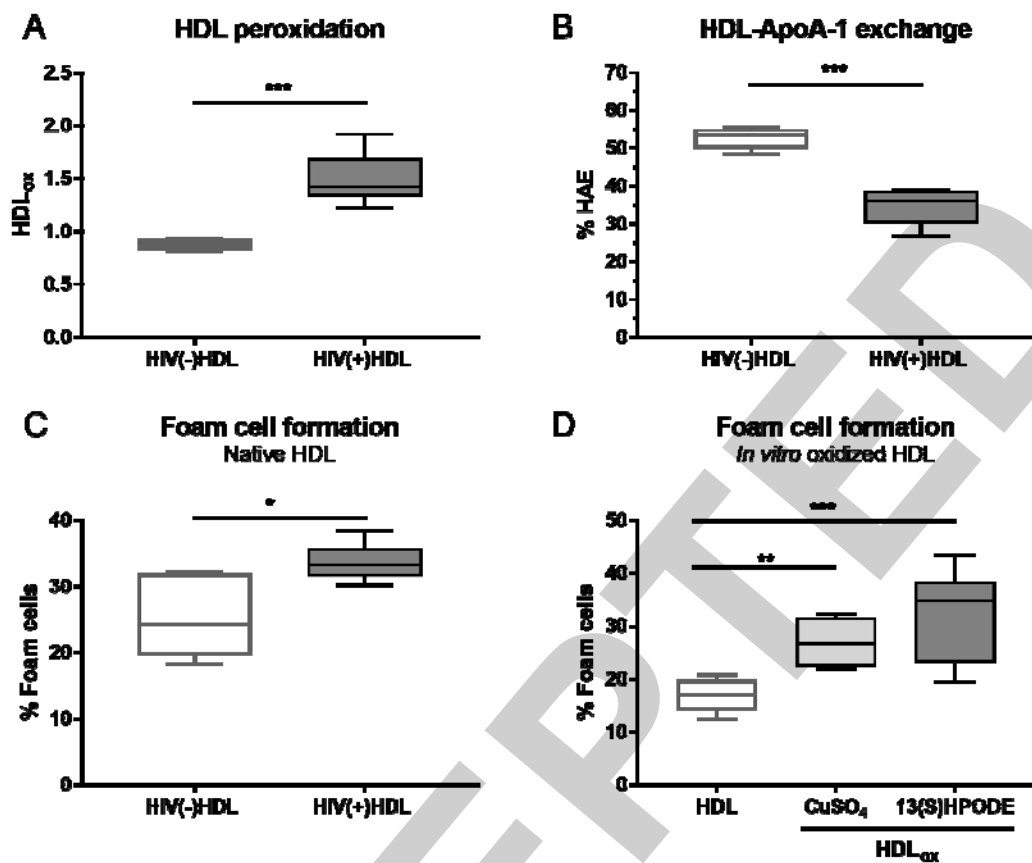 A
HDL peroxidation
***
2.5
2.0
1.5
1.0
0.5
0.0
HDLox
HIV(-)HDL
HIV(+)HDL
B
HDL-ApoA-1 exchange
***
70
60
50
40
30
20
10
0
% HAE
HIV(-)HDL
HIV(+)HDL
C
Foam cell formation
Native HDL
*
40
30
20
10
0
% Foam cells
HIV(-)HDL
HIV(+)HDL
D
Foam cell formation
In vitro oxidized HDL
***
**
50
40
30
20
10
0
% Foam cells
HDL
CuSO₄
13(S)HPODE
HDLox
EPTED